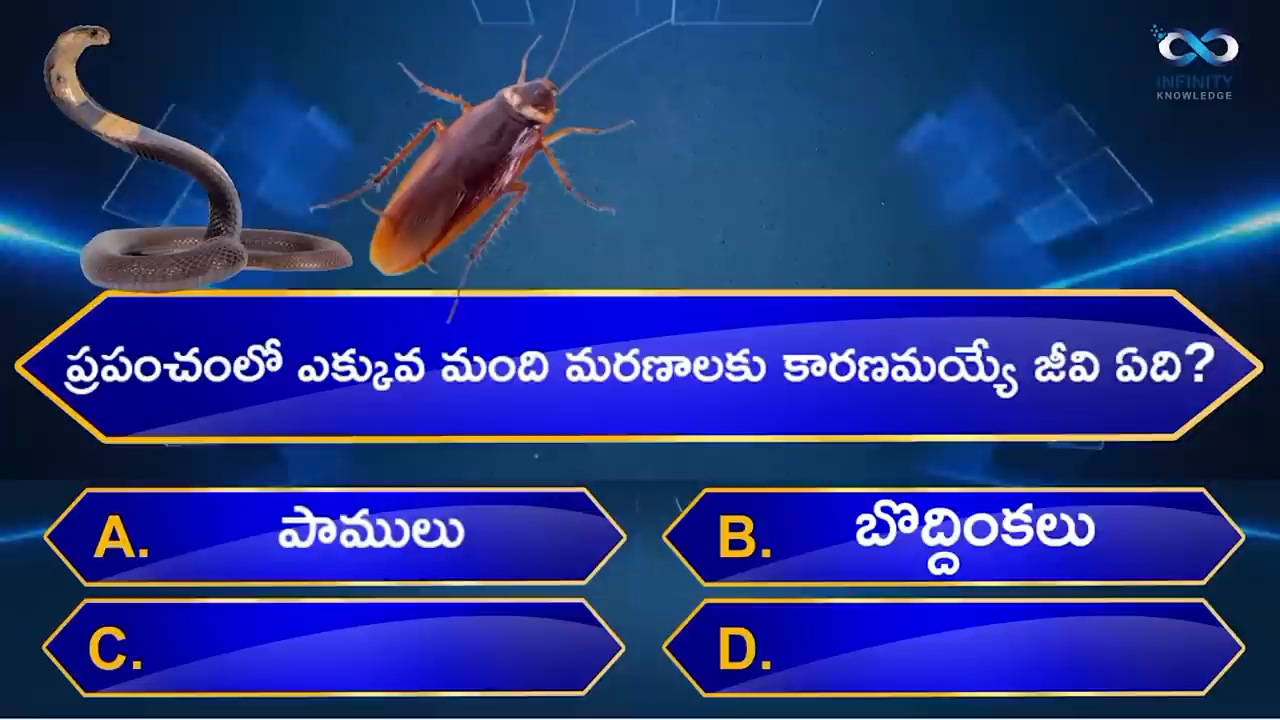 INFINITY
KNOWLEDGE
ప్రపంచంలో ఎక్కువ మంది మరణాలకు కారణమయ్యే జీవి ఏది?
A. పాములు
B. బొద్దింకలు
C.
D.